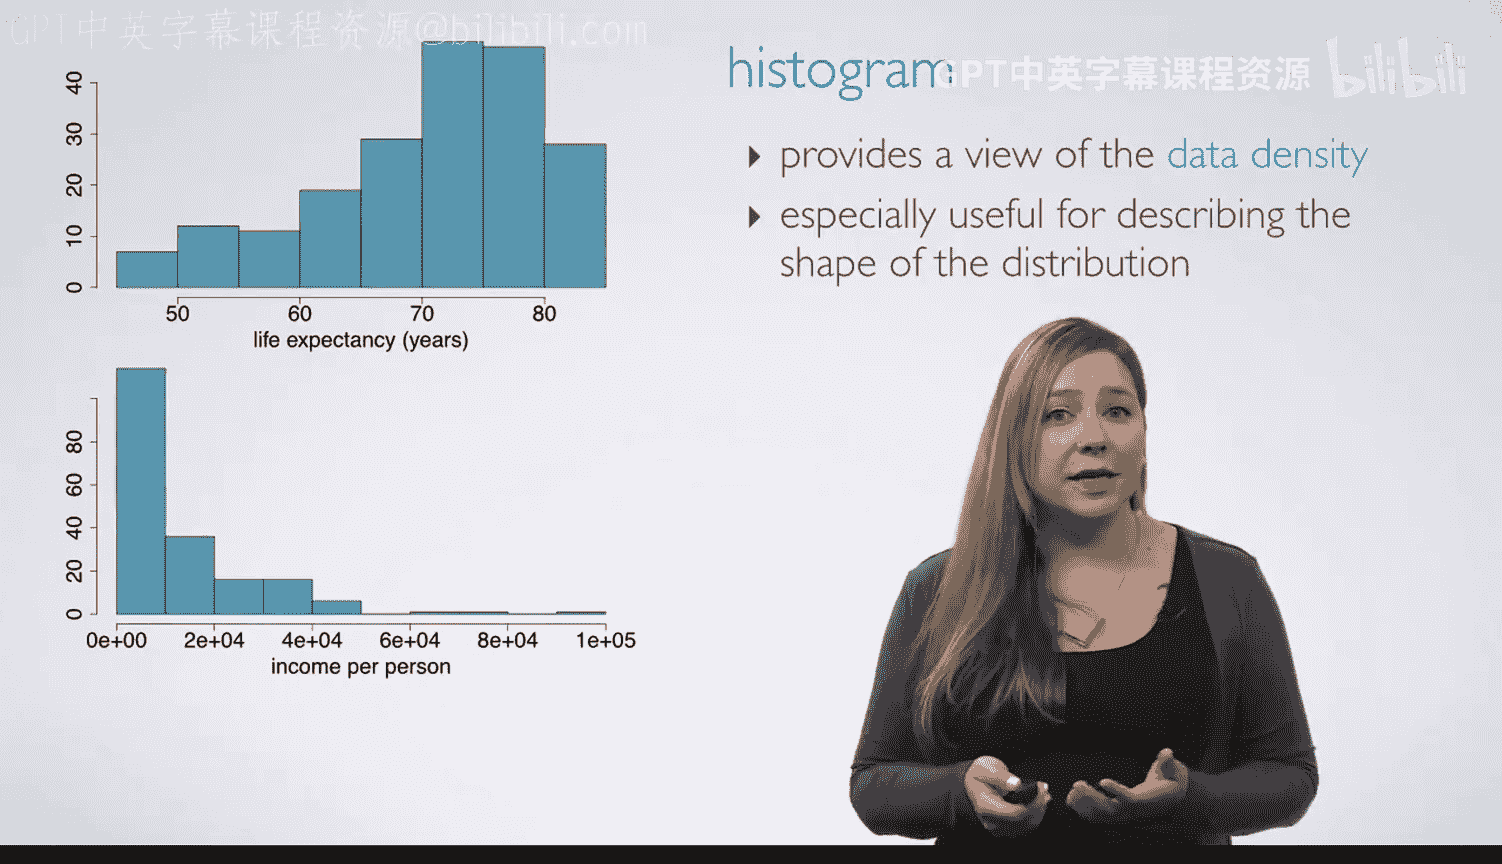 GPT中英字幕课程资源@bilibili.com
histogram
GPT中英字幕课程资源 bilibili
provides a view of the data density
especially useful for describing the
shape of the distribution
40
30
20
10
0
50 60 70 80
life expectancy (years)
80
60
40
20
0
0e+00 2e+04 4e+04 6e+04 8e+04 1e+05
income per person